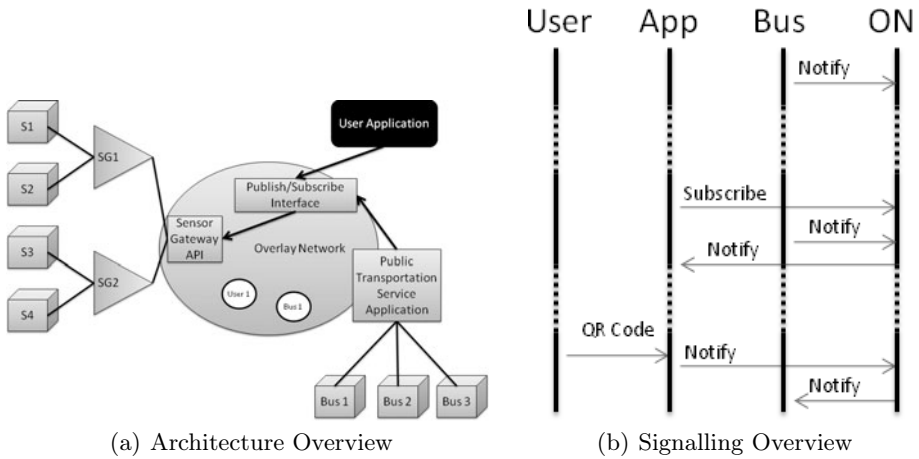 S1
S2
S3
S4
SG1
SG2
User Application
Publish/Subscribe
Interface
Sensor
Gateway
API
Overlay Network
User 1
Bus 1
Public
Transportation
Service
Application
Bus 1
Bus 2
Bus 3
(a) Architecture Overview
User App Bus ON
Notify
Subscribe
Notify
Notify
QR Code
Notify
Notify
(b) Signalling Overview